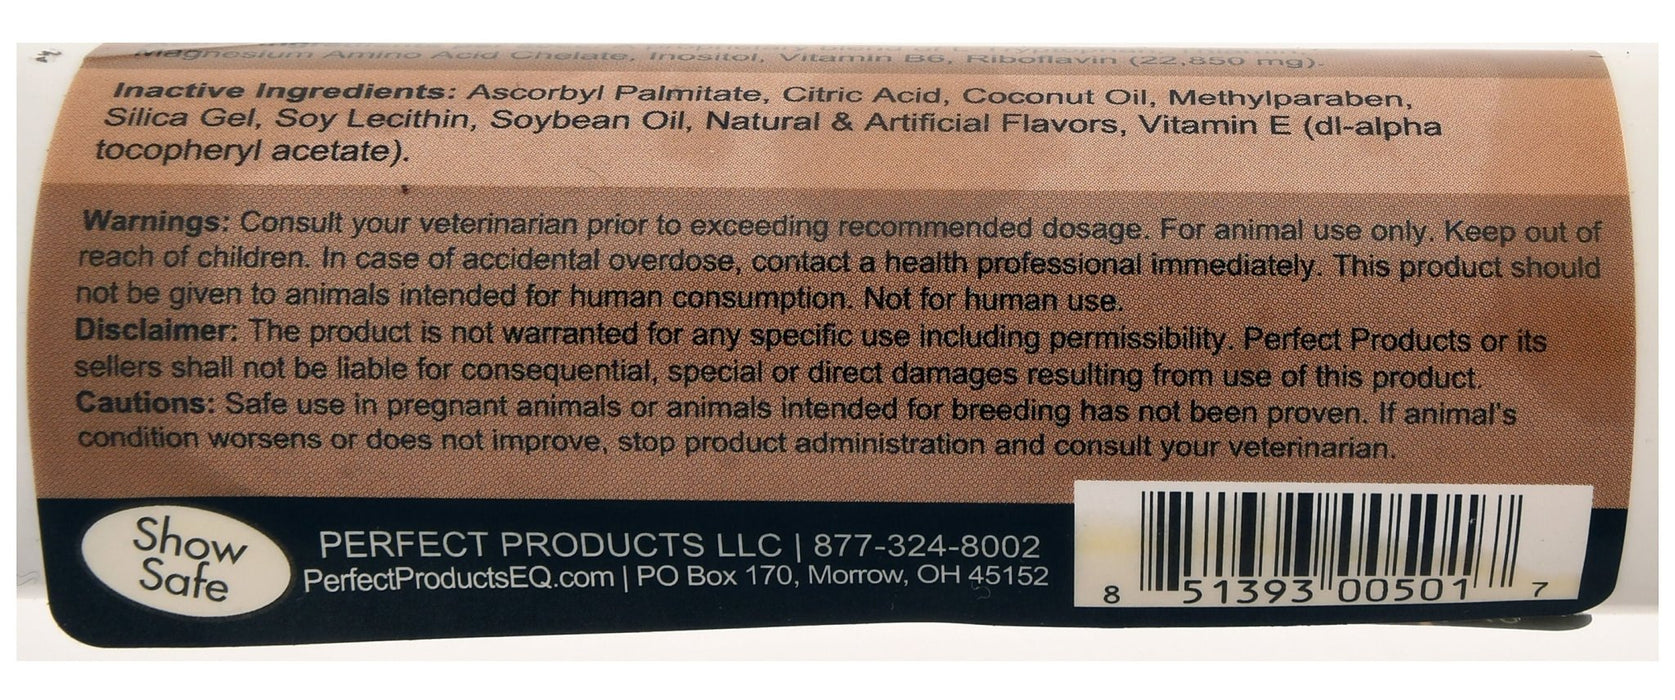 Magnesium Amino Acid Chelate, Inositol, Vitamin B6, Riboflavin (22,850 mg).
Inactive Ingredients: Ascorbyl Palmitate, Citric Acid, Coconut Oil, Methylparaben,
Silica Gel, Soy Lecithin, Soybean Oil, Natural & Artificial Flavors, Vitamin E (dl-alpha
tocopheryl acetate).
Warnings: Consult your veterinarian prior to exceeding recommended dosage. For animal use only. Keep out of
reach of children. In case of accidental overdose, contact a health professional immediately. This product should
not be given to animals intended for human consumption. Not for human use.
Disclaimer: The product is not warranted for any specific use including permissibility. Perfect Products or its
sellers shall not be liable for consequential, special or direct damages resulting from use of this product.
Cautions: Safe use in pregnant animals or animals intended for breeding has not been proven. If animal's
condition worsens or does not improve, stop product administration and consult your veterinarian.
Show
Safe
PERFECT PRODUCTS LLC | 877-324-8002
PerfectProductsEQ.com | PO Box 170, Morrow, OH 45152
8 51393 00501 7